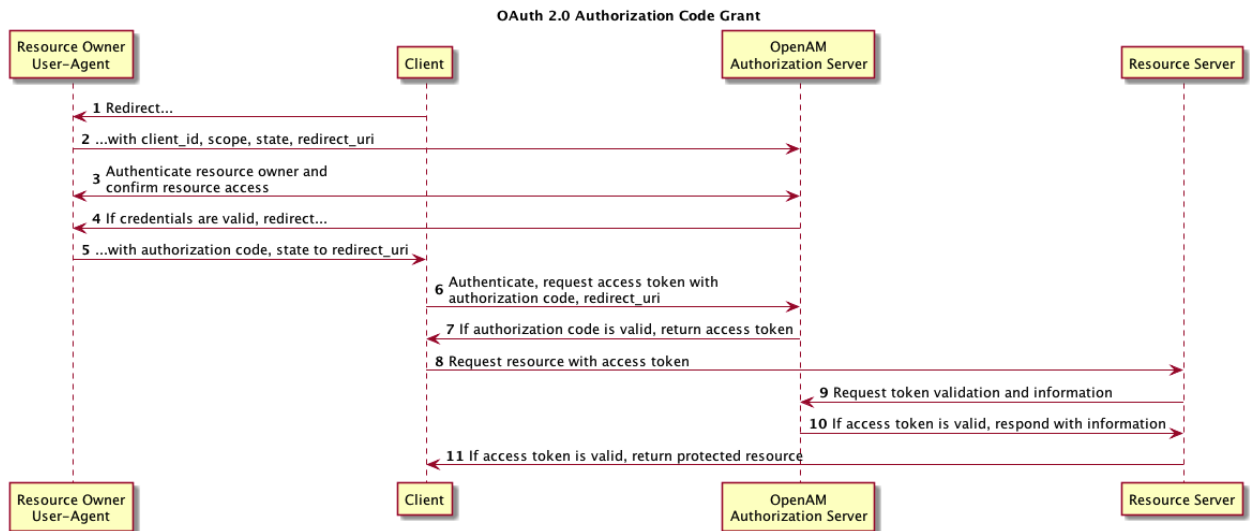 OAuth 2.0 Authorization Code Grant
Resource Owner
User-Agent
Client
OpenAM
Authorization Server
Resource Server
1 Redirect...
2 ...with client_id, scope, state, redirect_uri
3 Authenticate resource owner and
confirm resource access
4 If credentials are valid, redirect...
5 ...with authorization code, state to redirect_uri
6 Authenticate, request access token with
authorization code, redirect_uri
7 If authorization code is valid, return access token
8 Request resource with access token
9 Request token validation and information
10 If access token is valid, respond with information
11 If access token is valid, return protected resource
Resource Owner
User-Agent
Client
OpenAM
Authorization Server
Resource Server